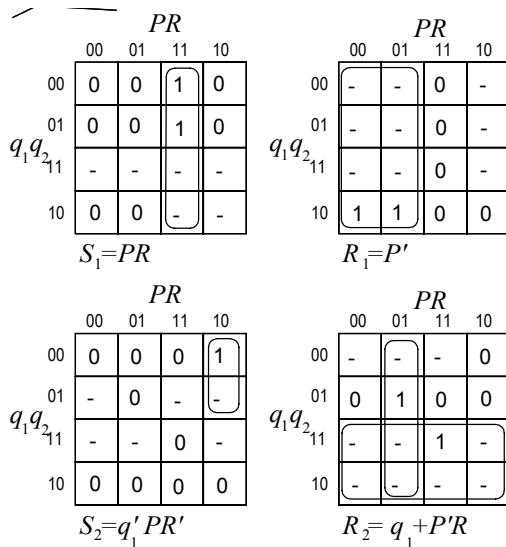 PR PR
00 01 11 10 00 01 11 10
00 0 0 1 0 00 - - 0 -
01 0 0 1 0 01 - - 0 -
q₁q₂ q₁q₂
11 - - - - 11 - - 0 -
10 0 0 - - 10 1 1 0 0
S₁=PR R₁=P'
PR PR
00 01 11 10 00 01 11 10
00 0 0 0 1 00 - - - 0
01 - 0 - - 01 0 1 0 0
q₁q₂ q₁q₂
11 - - 0 - 11 - - 1 -
10 0 0 0 0 10 - - - -
S₂=q₁'PR' R₂= q₁+P'R